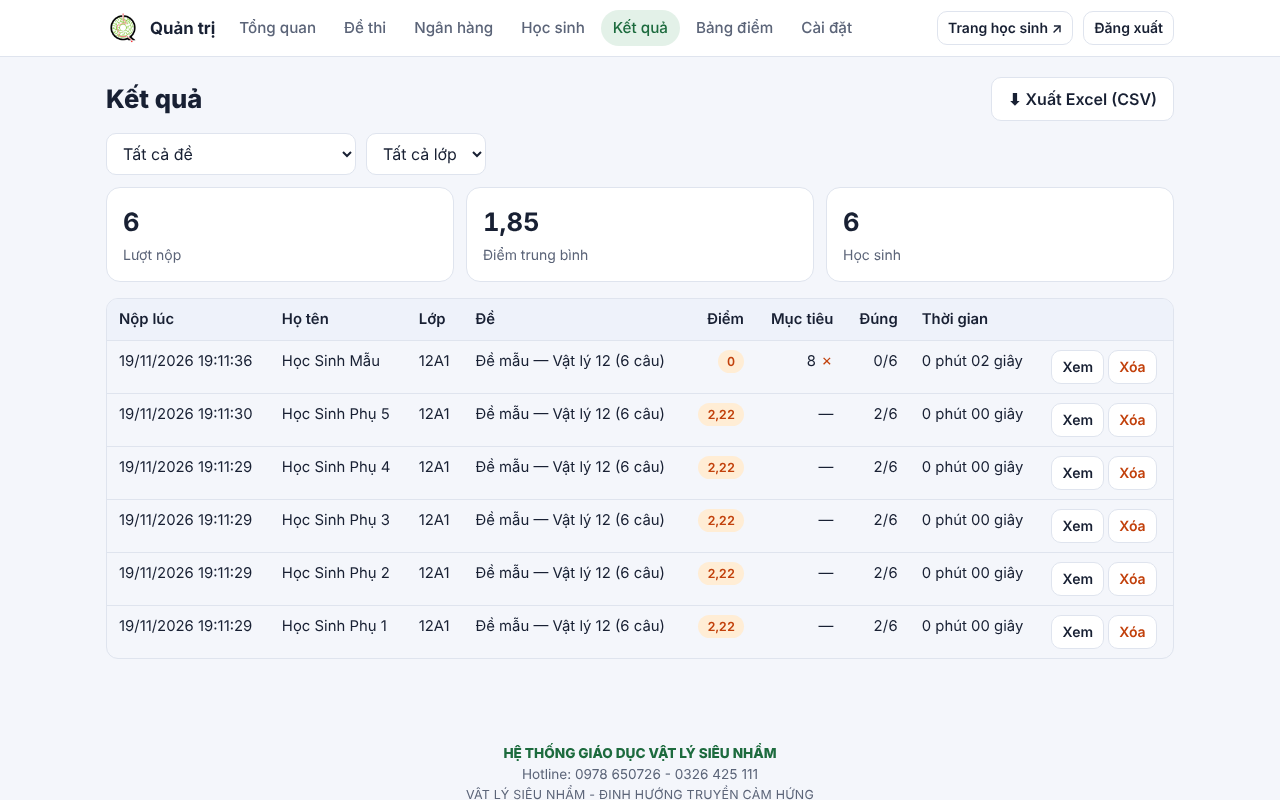 Quản trị Tổng quan Đề thi Ngân hàng Học sinh Kết quả Bảng điểm Cài đặt Trang học sinh ↗ Đăng xuất
Kết quả ⬇ Xuất Excel (CSV)
Tất cả đề Tất cả lớp
6 1,85 6
Lượt nộp Điểm trung bình Học sinh
Nộp lúc Họ tên Lớp Đề Điểm Mục tiêu Đúng Thời gian
19/11/2026 19:11:36 Học Sinh Mẫu 12A1 Đề mẫu — Vật lý 12 (6 câu) 0 8 × 0/6 0 phút 02 giây Xem Xóa
19/11/2026 19:11:30 Học Sinh Phụ 5 12A1 Đề mẫu — Vật lý 12 (6 câu) 2,22 — 2/6 0 phút 00 giây Xem Xóa
19/11/2026 19:11:29 Học Sinh Phụ 4 12A1 Đề mẫu — Vật lý 12 (6 câu) 2,22 — 2/6 0 phút 00 giây Xem Xóa
19/11/2026 19:11:29 Học Sinh Phụ 3 12A1 Đề mẫu — Vật lý 12 (6 câu) 2,22 — 2/6 0 phút 00 giây Xem Xóa
19/11/2026 19:11:29 Học Sinh Phụ 2 12A1 Đề mẫu — Vật lý 12 (6 câu) 2,22 — 2/6 0 phút 00 giây Xem Xóa
19/11/2026 19:11:29 Học Sinh Phụ 1 12A1 Đề mẫu — Vật lý 12 (6 câu) 2,22 — 2/6 0 phút 00 giây Xem Xóa
HỆ THỐNG GIÁO DỤC VẬT LÝ SIÊU NHẨM
Hotline: 0978 650726 - 0326 425 111
VẬT LÝ SIÊU NHẨM - ĐỊNH HƯỚNG TRUYỀN CẢM HỨNG